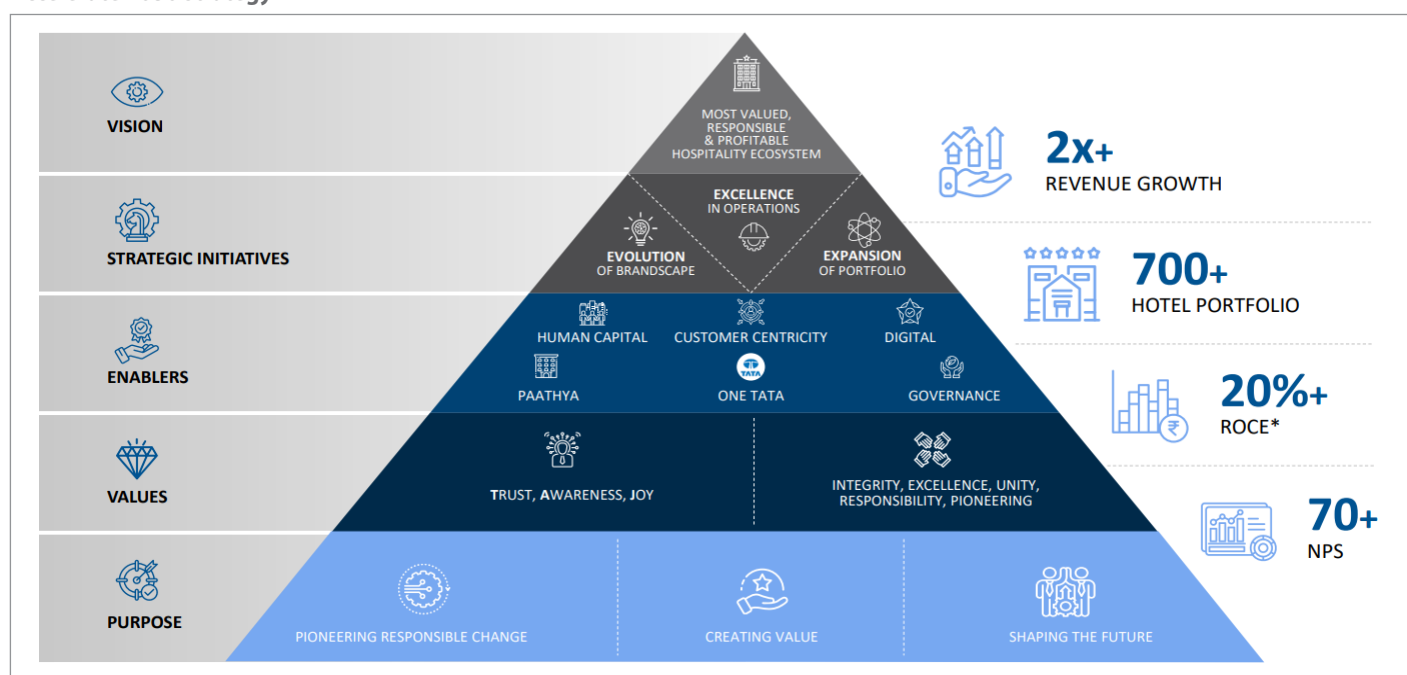 VISION
MOST VALUED,
RESPONSIBLE
& PROFITABLE
HOSPITALITY ECOSYSTEM
STRATEGIC INITIATIVES
EXCELLENCE
IN OPERATIONS
EVOLUTION
OF BRANDSCAPE
EXPANSION
OF PORTFOLIO
ENABLERS
HUMAN CAPITAL
CUSTOMER CENTRICITY
DIGITAL
PAATHYA
TATA
ONE TATA
GOVERNANCE
VALUES
TRUST, AWARENESS, JOY
INTEGRITY, EXCELLENCE, UNITY,
RESPONSIBILITY, PIONEERING
PURPOSE
PIONEERING RESPONSIBLE CHANGE
CREATING VALUE
SHAPING THE FUTURE
2x+
REVENUE GROWTH
700+
HOTEL PORTFOLIO
₹
20%+
ROCE*
70+
NPS